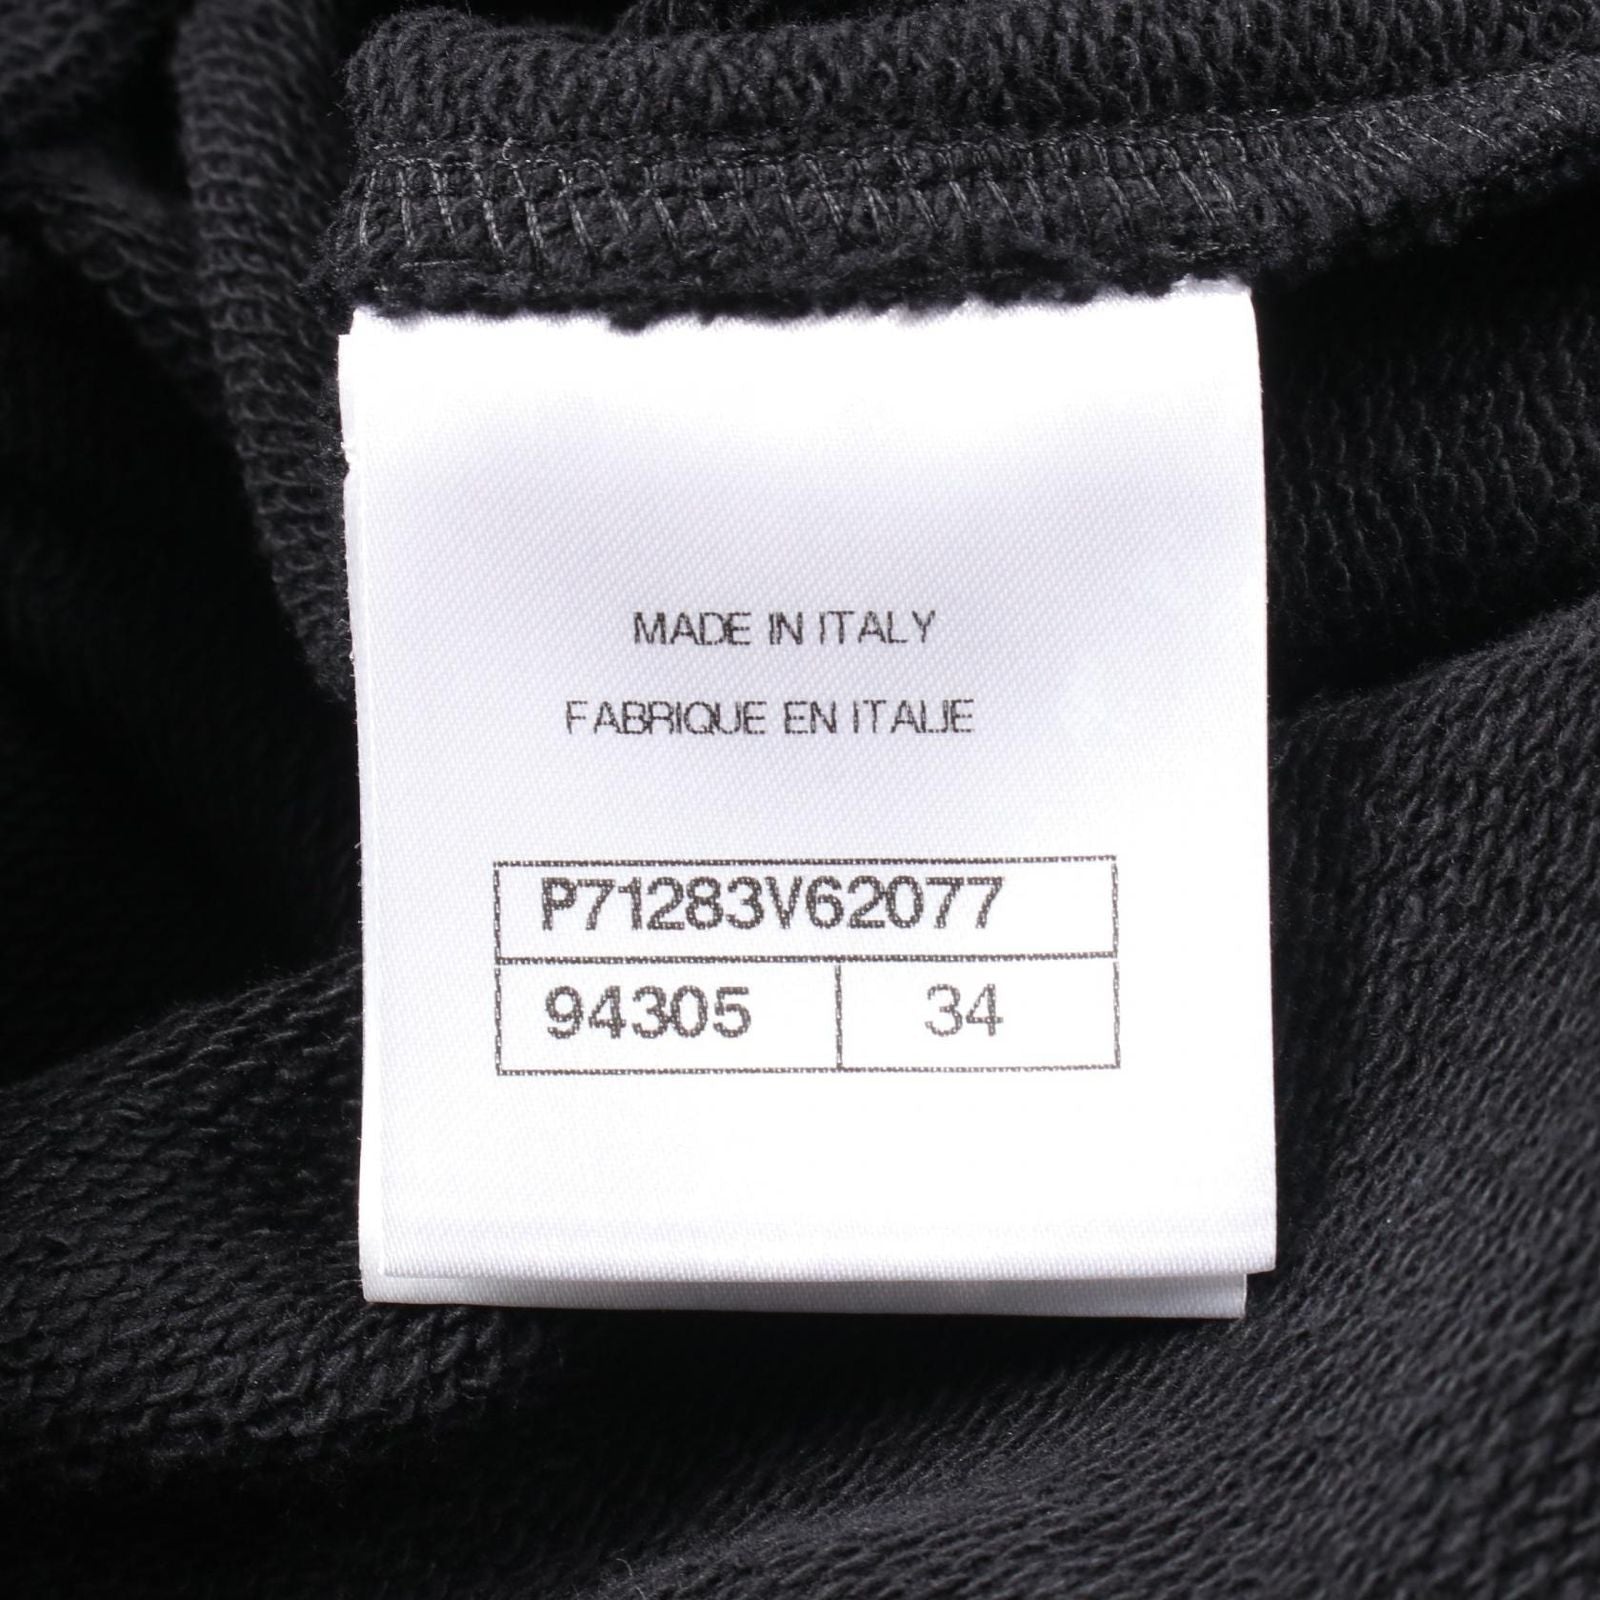 MADE IN ITALY
FABRIQUE EN ITALIE
P71283V62077
94305 34